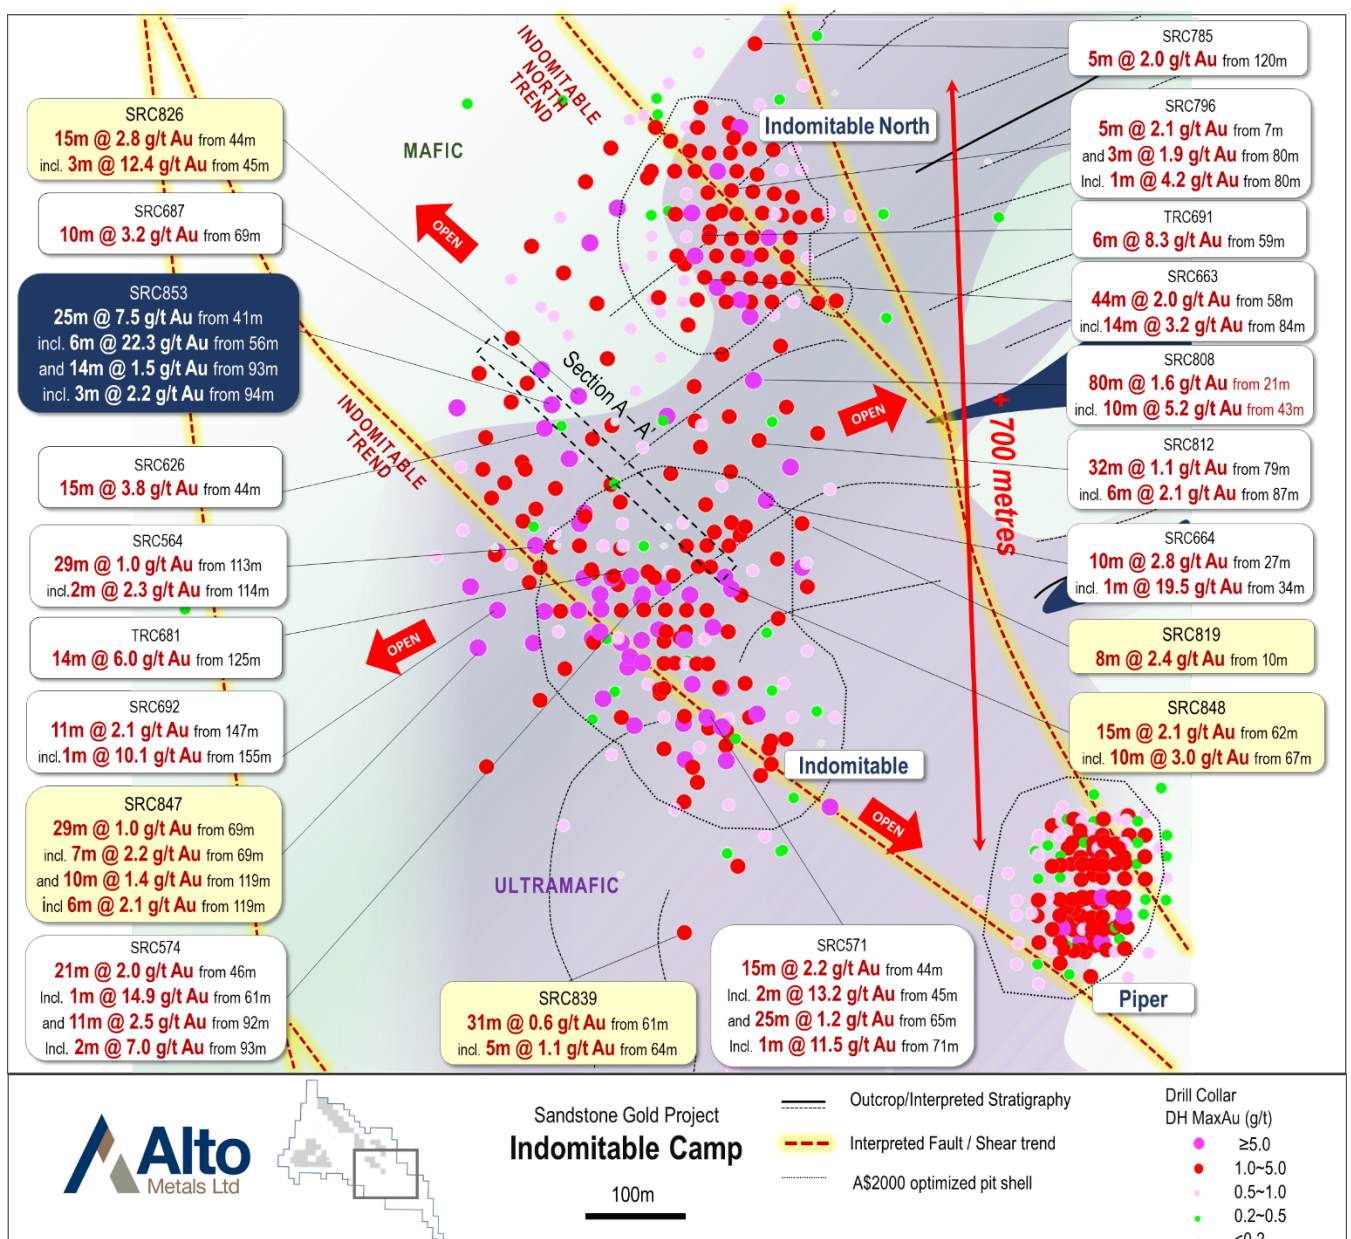 SRC826
15m @ 2.8 g/t Au from 44m
incl. 3m @ 12.4 g/t Au from 45m
SRC687
10m @ 3.2 g/t Au from 69m
SRC853
25m @ 7.5 g/t Au from 41m
incl. 6m @ 22.3 g/t Au from 56m
and 14m @ 1.5 g/t Au from 93m
incl. 3m @ 2.2 g/t Au from 94m
SRC626
15m @ 3.8 g/t Au from 44m
SRC564
29m @ 1.0 g/t Au from 113m
incl.2m @ 2.3 g/t Au from 114m
TRC681
14m @ 6.0 g/t Au from 125m
SRC692
11m @ 2.1 g/t Au from 147m
incl.1m @ 10.1 g/t Au from 155m
SRC847
29m @ 1.0 g/t Au from 69m
incl. 7m @ 2.2 g/t Au from 69m
and 10m @ 1.4 g/t Au from 119m
incl 6m @ 2.1 g/t Au from 119m
SRC574
21m @ 2.0 g/t Au from 46m
Incl. 1m @ 14.9 g/t Au from 61m
and 11m @ 2.5 g/t Au from 92m
Incl. 2m @ 7.0 g/t Au from 93m
INDOMITABLE
NORTH
TREND
MAFIC
OPEN
Indomitable North
Section A – A'
INDOMITABLE
TREND
OPEN
+ 700 metres
OPEN
Indomitable
OPEN
ULTRAMAFIC
Piper
SRC785
5m @ 2.0 g/t Au from 120m
SRC796
5m @ 2.1 g/t Au from 7m
and 3m @ 1.9 g/t Au from 80m
Incl. 1m @ 4.2 g/t Au from 80m
TRC691
6m @ 8.3 g/t Au from 59m
SRC663
44m @ 2.0 g/t Au from 58m
incl.14m @ 3.2 g/t Au from 84m
SRC808
80m @ 1.6 g/t Au from 21m
incl. 10m @ 5.2 g/t Au from 43m
SRC812
32m @ 1.1 g/t Au from 79m
incl. 6m @ 2.1 g/t Au from 87m
SRC664
10m @ 2.8 g/t Au from 27m
incl. 1m @ 19.5 g/t Au from 34m
SRC819
8m @ 2.4 g/t Au from 10m
SRC848
15m @ 2.1 g/t Au from 62m
incl. 10m @ 3.0 g/t Au from 67m
SRC839
31m @ 0.6 g/t Au from 61m
incl. 5m @ 1.1 g/t Au from 64m
SRC571
15m @ 2.2 g/t Au from 44m
Incl. 2m @ 13.2 g/t Au from 45m
and 25m @ 1.2 g/t Au from 65m
Incl. 1m @ 11.5 g/t Au from 71m
Alto
Metals Ltd
Sandstone Gold Project
Indomitable Camp
100m
Outcrop/Interpreted Stratigraphy
Interpreted Fault / Shear trend
A$2000 optimized pit shell
Drill Collar
DH MaxAu (g/t)
≥5.0
1.0~5.0
0.5~1.0
0.2~0.5